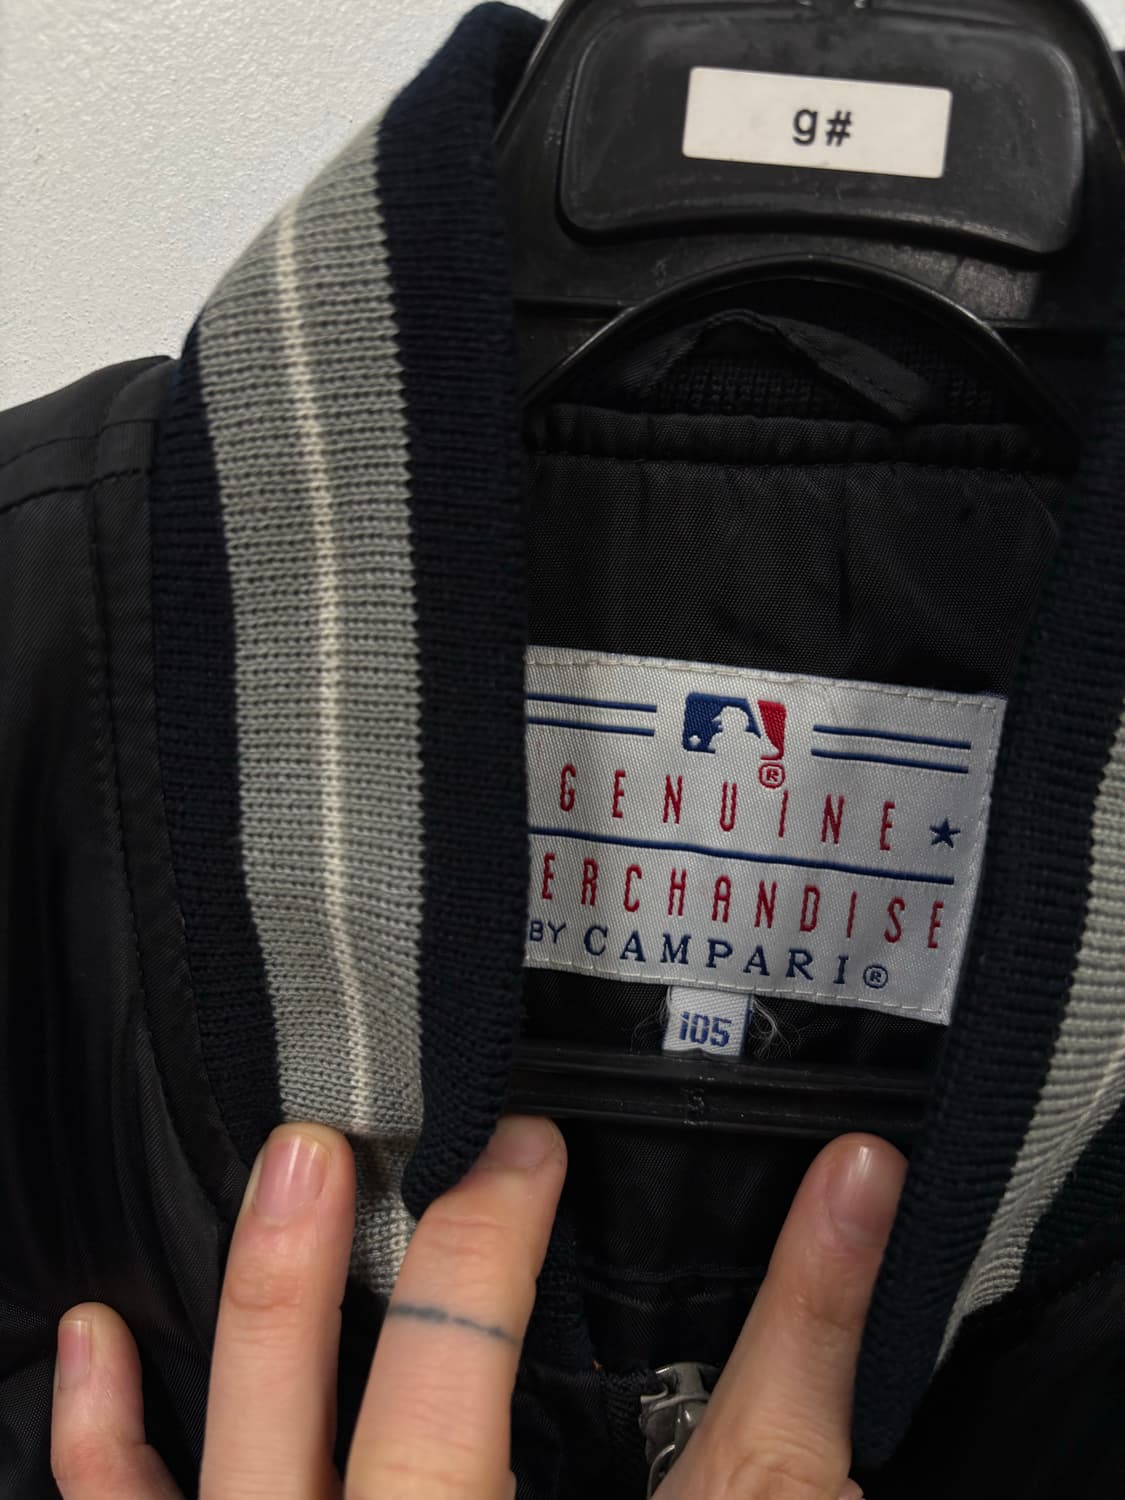 g#
GENUINE
ERCHANDISE
BY CAMPARI®
105